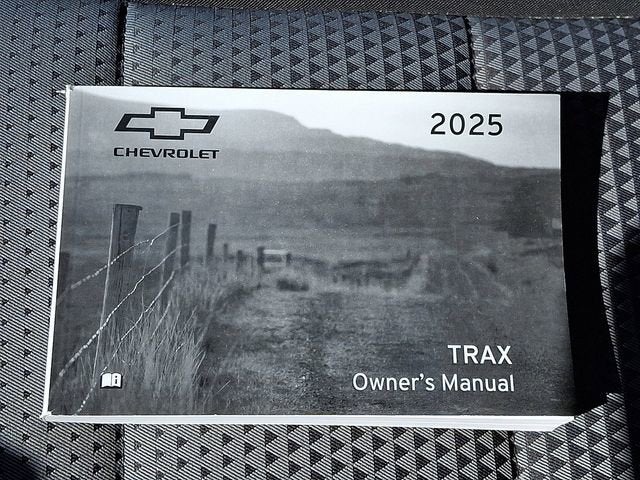 CHEVROLET
2025
TRAX
Owner's Manual